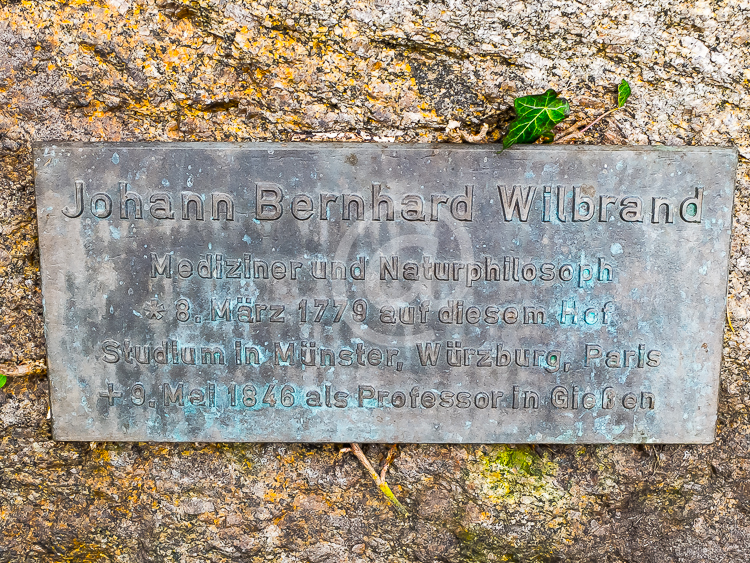 Johann Bernhard Wilbrand
Mediziner und Naturphilosoph
* 8. März 1779 auf diesem Hof
Studium in Münster, Würzburg, Paris
+ 9. Mei 1846 als Professor in Gießen